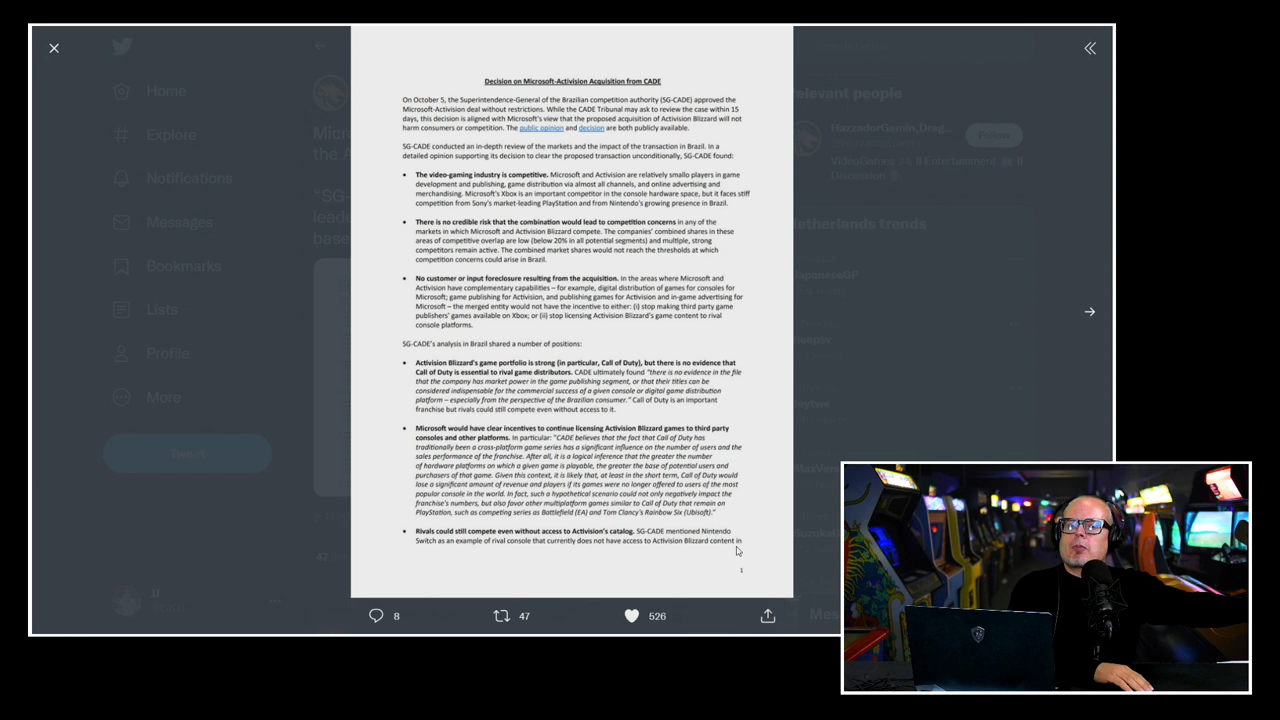 Home
Explore
Notifications
Messages
Bookmarks
Lists
Profile
More
Tweet
Decision on Microsoft-Activision Acquisition from CADE
On October 5, the Superintendence-General of the Brazilian competition authority (SG-CADE) approved the
Microsoft-Activision deal without restrictions. While the CADE Tribunal may ask to review the case within 15
days, this decision is aligned with Microsoft's view that the proposed acquisition of Activision Blizzard will not
harm consumers or competition. The public opinion and decision are both publicly available.
SG-CADE conducted an in-depth review of the markets and the impact of the transaction in Brazil. In a
detailed opinion supporting its decision to clear the proposed transaction unconditionally, SG-CADE found:
• The video-gaming industry is competitive. Microsoft and Activision are relatively smallo players in game
development and publishing, game distribution via almost all channels, and online advertising and
merchandising. Microsoft's Xbox is an important competitor in the console hardware space, but it faces stiff
competition from Sony's market-leading PlayStation and from Nintendo's growing presence in Brazil.
• There is no credible risk that the combination would lead to competition concerns in any of the
markets in which Microsoft and Activision Blizzard compete. The companies' combined shares in these
areas of competitive overlap are low (below 20% in all potential segments) and multiple, strong
competitors remain active. The combined market shares would not reach the thresholds at which
competition concerns could arise in Brazil.
• No customer or input foreclosure resulting from the acquisition. In the areas where Microsoft and
Activision have complementary capabilities – for example, digital distribution of games for consoles for
Microsoft; game publishing for Activision, and publishing games for Activision and in-game advertising for
Microsoft – the merged entity would not have the incentive to either: (i) stop making third party game
publishers' games available on Xbox; or (ii) stop licensing Activision Blizzard's game content to rival
console platforms.
SG-CADE's analysis in Brazil shared a number of positions:
• Activision Blizzard's game portfolio is strong (in particular, Call of Duty), but there is no evidence that
Call of Duty is essential to rival game distributors. CADE ultimately found "there is no evidence in the file
that the company has market power in the game publishing segment, or that their titles can be
considered indispensable for the commercial success of a given console or digital game distribution
platform – especially from the perspective of the Brazilian consumer." Call of Duty is an important
franchise but rivals could still compete even without access to it.
• Microsoft would have clear incentives to continue licensing Activision Blizzard games to third party
consoles and other platforms. In particular: "CADE believes that the fact that Call of Duty has
traditionally been a cross-platform game series has a significant influence on the number of users and the
sales performance of the franchise. After all, it is a logical inference that the greater the number
of hardware platforms on which a given game is playable, the greater the base of potential users and
purchasers of that game. Given this context, it is likely that, at least in the short term, Call of Duty would
lose a significant amount of revenue and players if its games were no longer offered to users of the most
popular console in the world. In fact, such a hypothetical scenario could not only negatively impact the
franchise's numbers, but also favor other multiplatform games similar to Call of Duty that remain on
PlayStation, such as competing series as Battlefield (EA) and Tom Clancy's Rainbow Six (Ubisoft)."
• Rivals could still compete even without access to Activision's catalog. SG-CADE mentioned Nintendo
Switch as an example of rival console that currently does not have access to Activision Blizzard content in
1
8
47
526
elevant people
HazzadorGamin,Drag...
etherlands trends